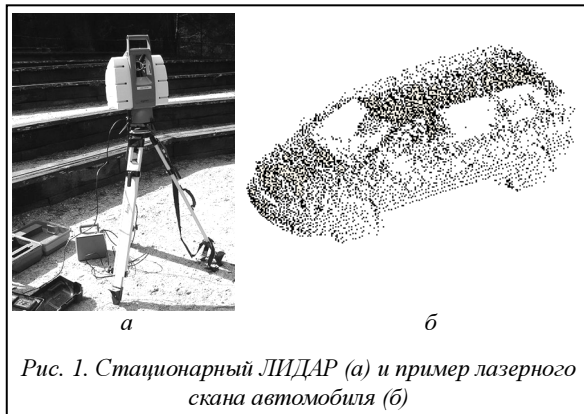 а
б
Рис. 1. Стационарный ЛИДАР (а) и пример лазерного
скана автомобиля (б)